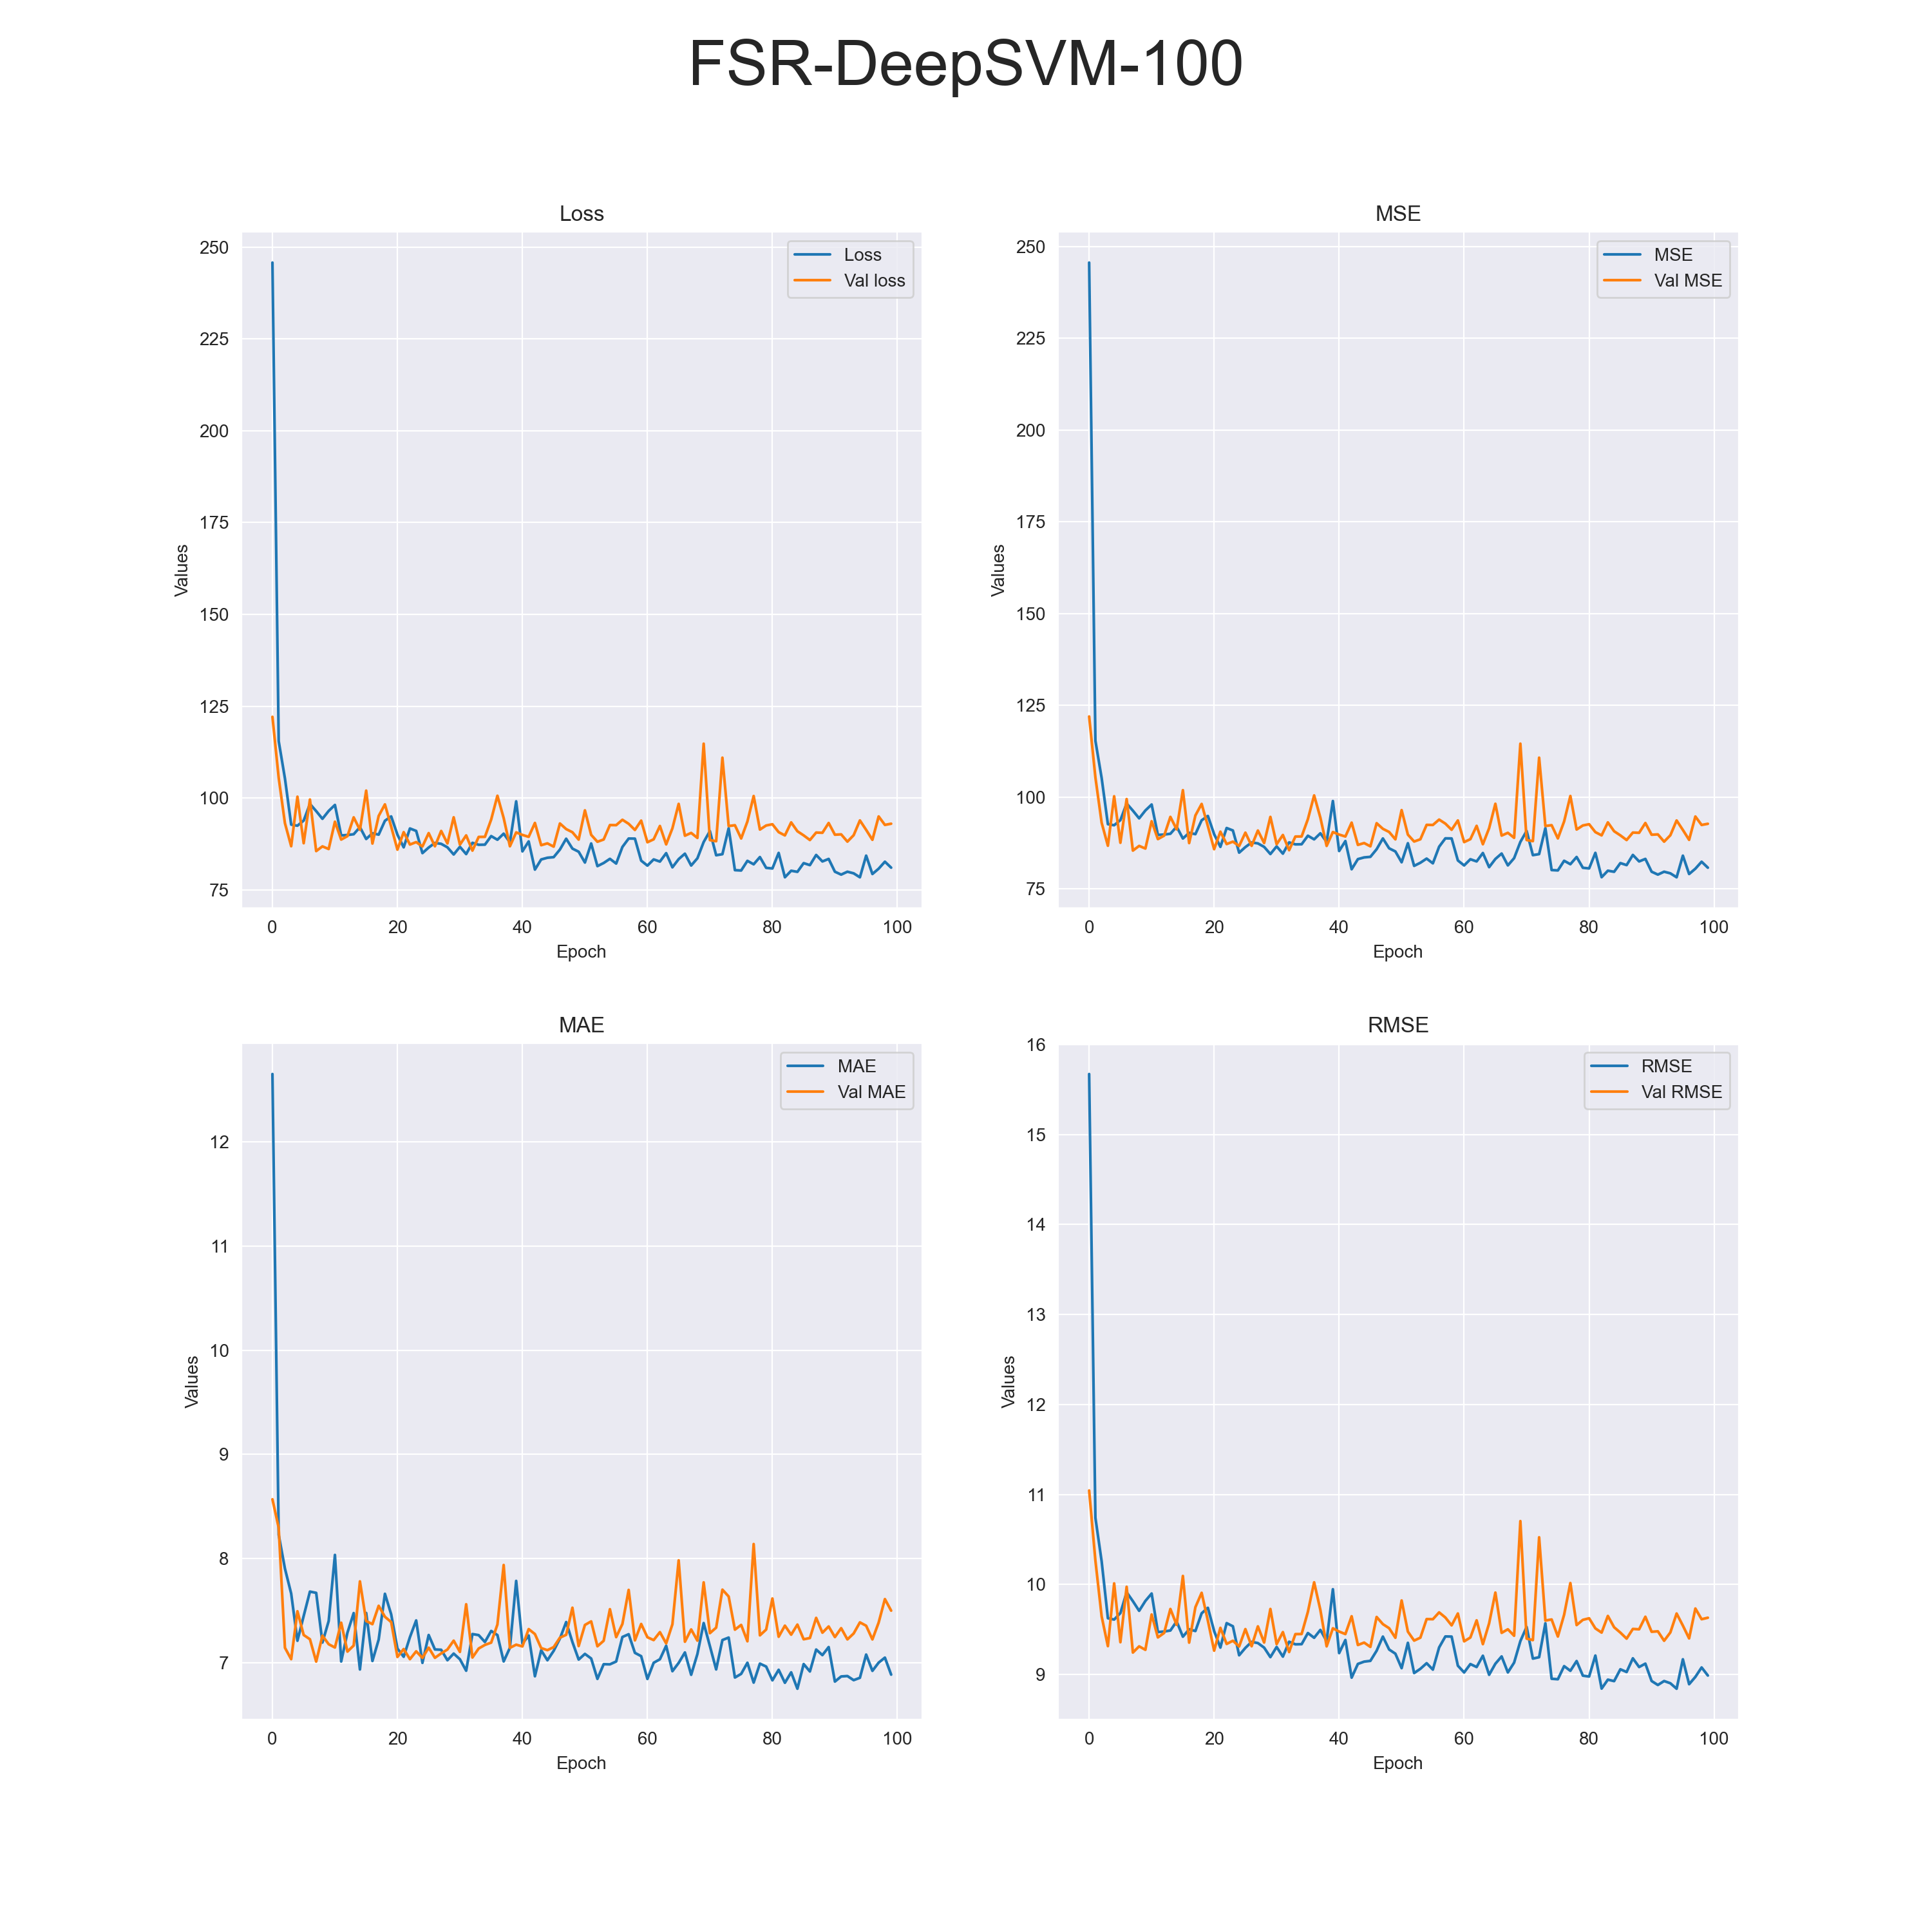 FSR-DeepSVM-100
Loss
250
225
200
175
150
125
100
75
Values
0 20 40 60 80 100
Epoch
Loss
Val loss
MSE
250
225
200
175
150
125
100
75
Values
0 20 40 60 80 100
Epoch
MSE
Val MSE
MAE
12
11
10
9
8
7
Values
0 20 40 60 80 100
Epoch
MAE
Val MAE
RMSE
16
15
14
13
12
11
10
9
Values
0 20 40 60 80 100
Epoch
RMSE
Val RMSE